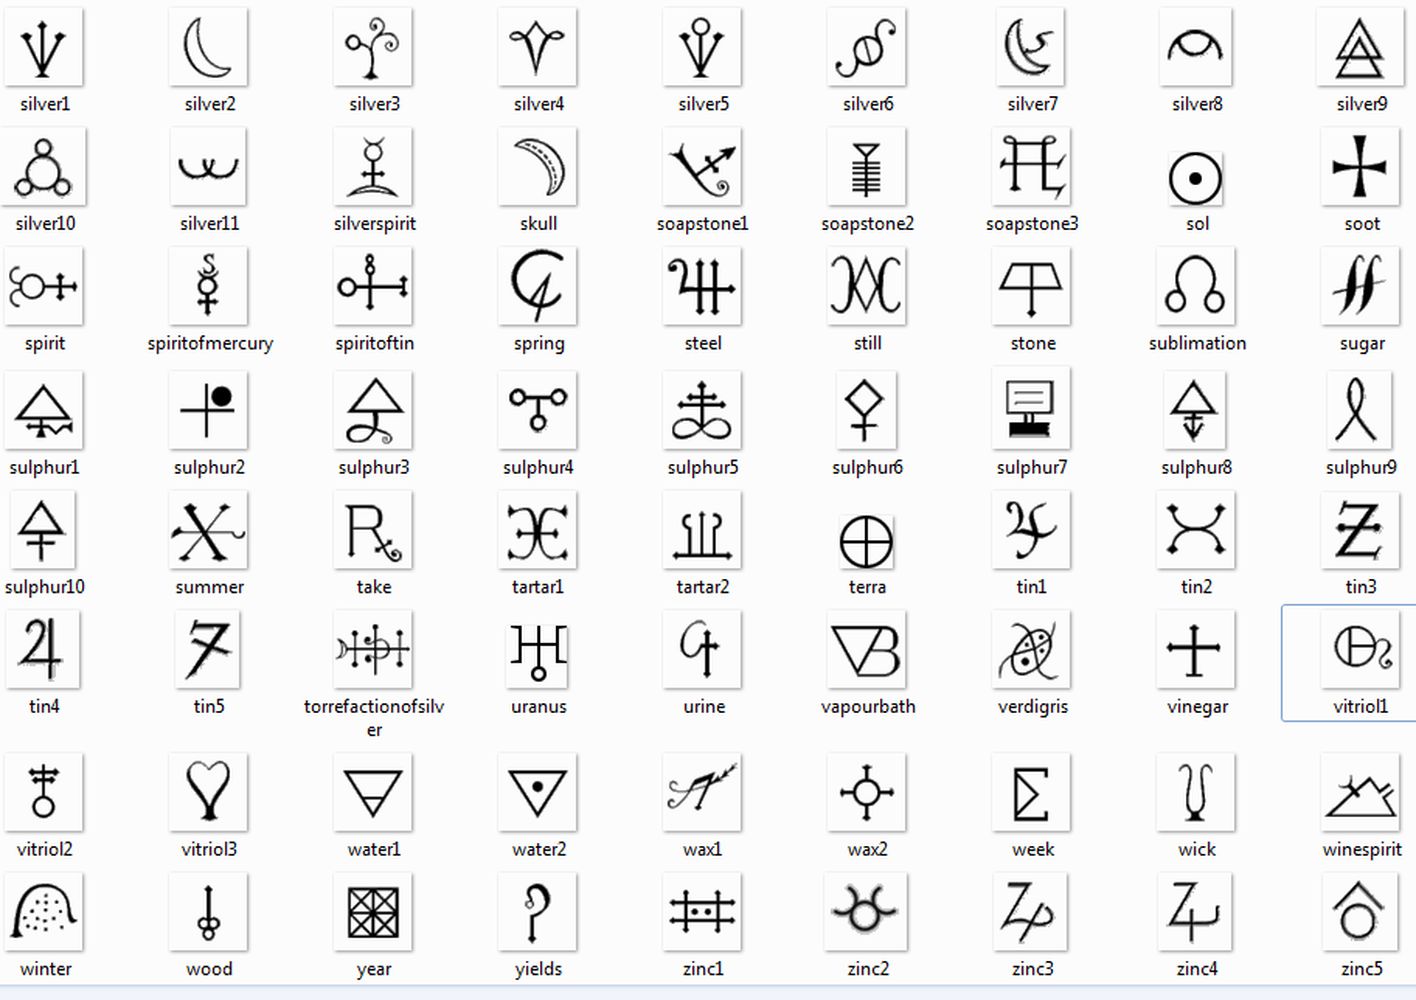 silver1 silver2 silver3 silver4 silver5 silver6 silver7 silver8 silver9
silver10 silver11 silverspirit skull soapstone1 soapstone2 soapstone3 sol soot
spirit spiritofmercury spiritoftin spring steel still stone sublimation sugar
sulphur1 sulphur2 sulphur3 sulphur4 sulphur5 sulphur6 sulphur7 sulphur8 sulphur9
sulphur10 summer take tartar1 tartar2 terra tin1 tin2 tin3
tin4 tin5 torrefactionofsilv uranus urine vapourbath verdigris vinegar vitriol1
er
vitriol2 vitriol3 water1 water2 wax1 wax2 week wick winespirit
winter wood year yields zinc1 zinc2 zinc3 zinc4 zinc5